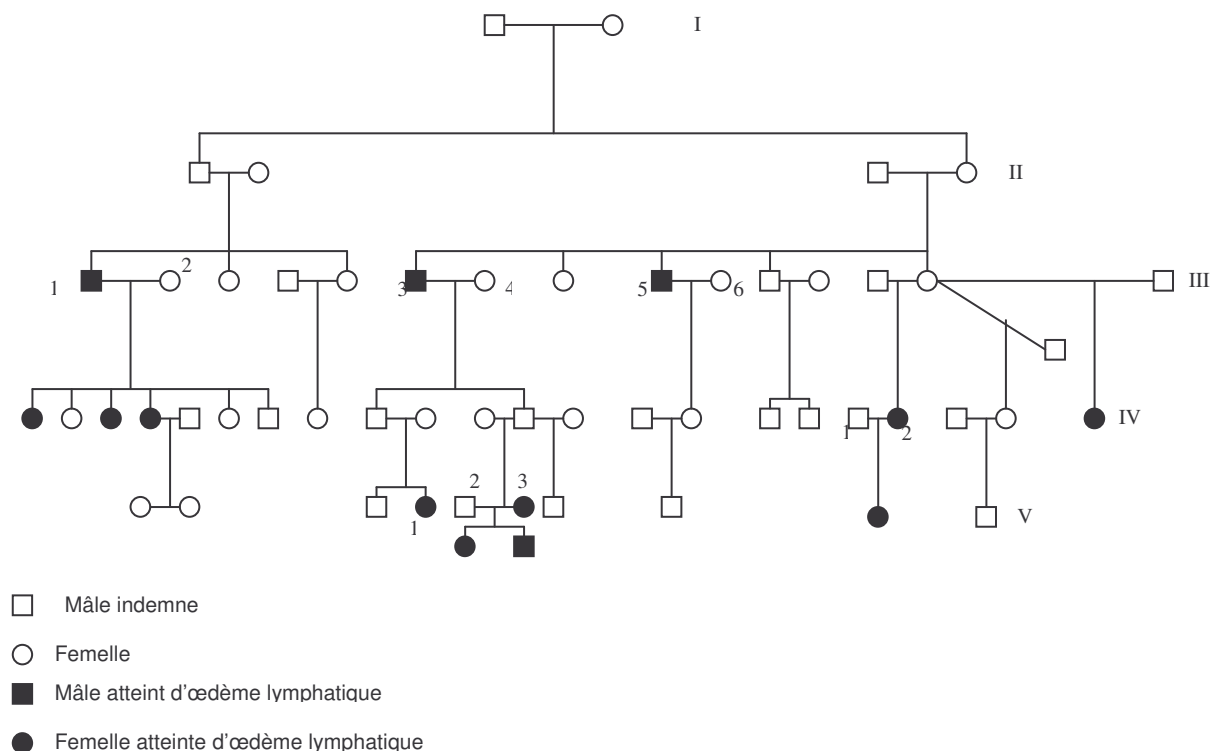 I
II
2
1 3 4 5 6 III
1 2 IV
2 3
1 V
Mâle indemne
Femelle
Mâle atteint d'œdème lymphatique
Femelle atteinte d'œdème lymphatique